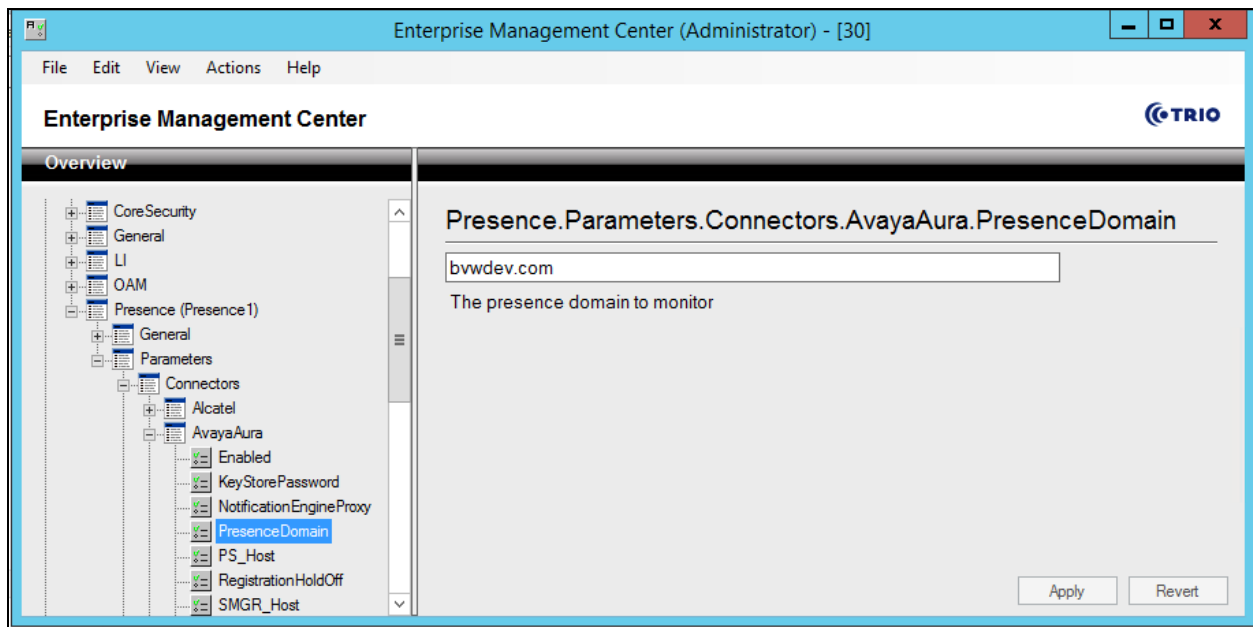 Enterprise Management Center (Administrator) - [30]
File Edit View Actions Help
Enterprise Management Center
TRIO
Overview
CoreSecurity
General
LI
OAM
Presence (Presence1)
General
Parameters
Connectors
Alcatel
AvayaAura
Enabled
KeyStorePassword
NotificationEngineProxy
PresenceDomain
PS_Host
RegistrationHoldOff
SMGR_Host
Presence.Parameters.Connectors.AvayaAura.PresenceDomain
bvwdev.com
The presence domain to monitor
Apply Revert